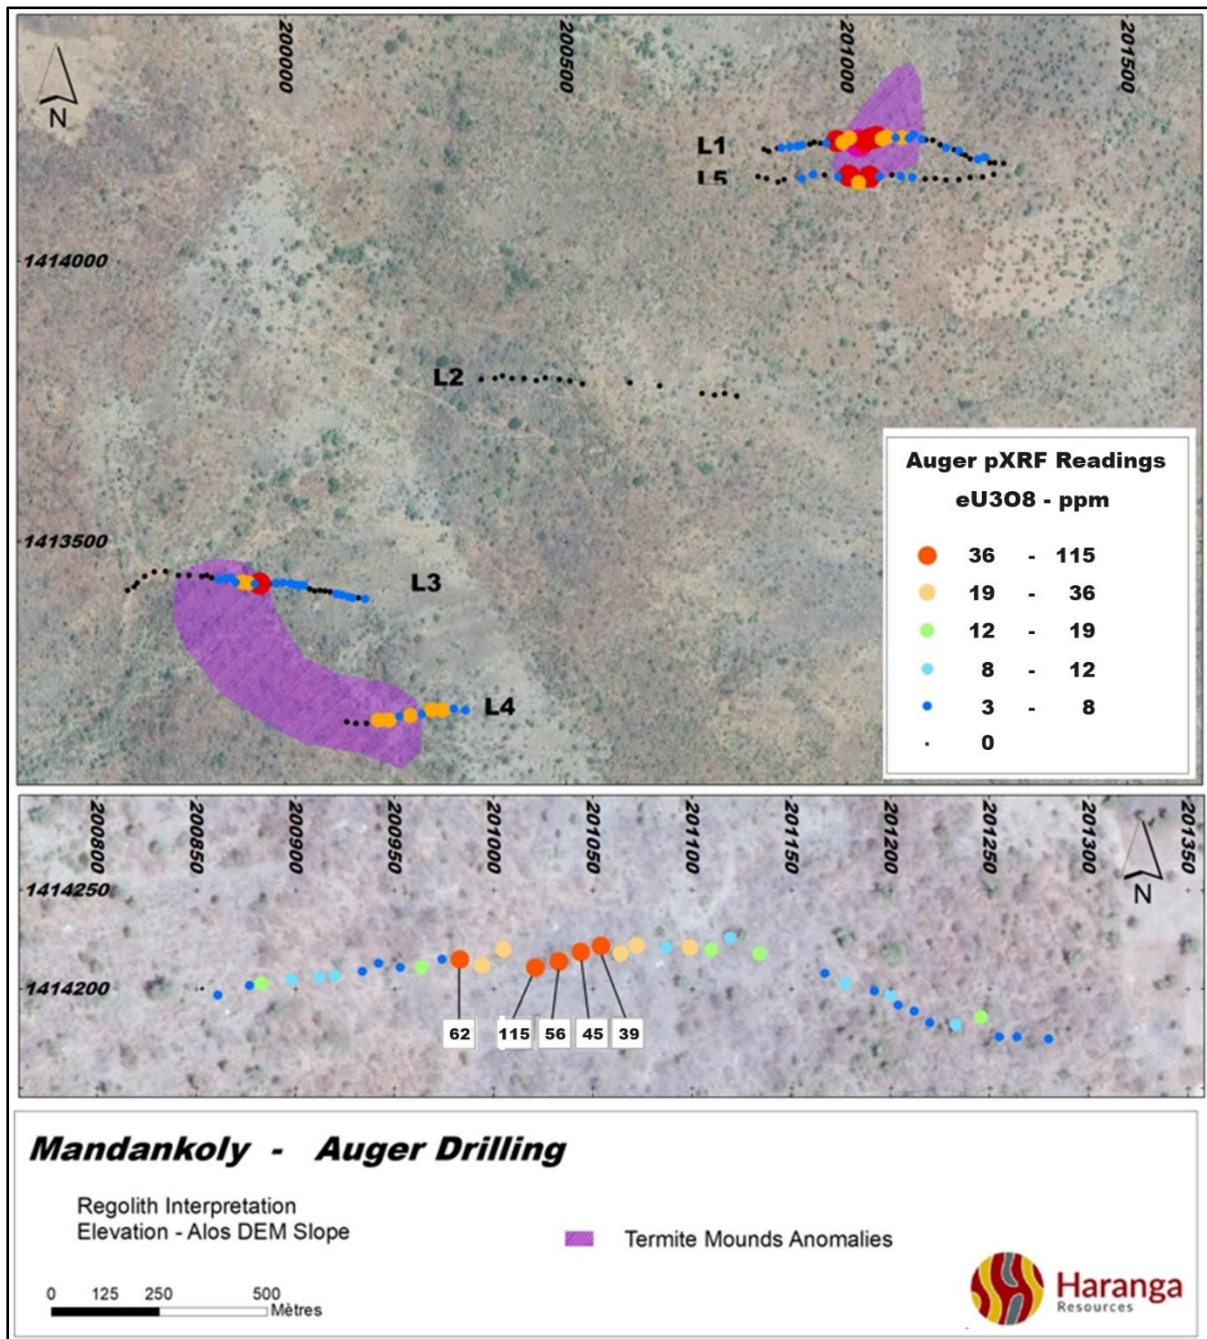 200000
200500
201000
201500
N
L1
L5
1414000
L2
Auger pXRF Readings
eU3O8 - ppm
36 - 115
19 - 36
12 - 19
8 - 12
3 - 8
0
1413500
L3
L4
200800
200850
200900
200950
201000
201050
201100
201150
201200
201250
201300
201350
N
1414250
1414200
62
115
56
45
39
Mandankoly - Auger Drilling
Regolith Interpretation
Elevation - Alos DEM Slope
Termite Mounds Anomalies
0 125 250 500
Mètres
Haranga
Resources